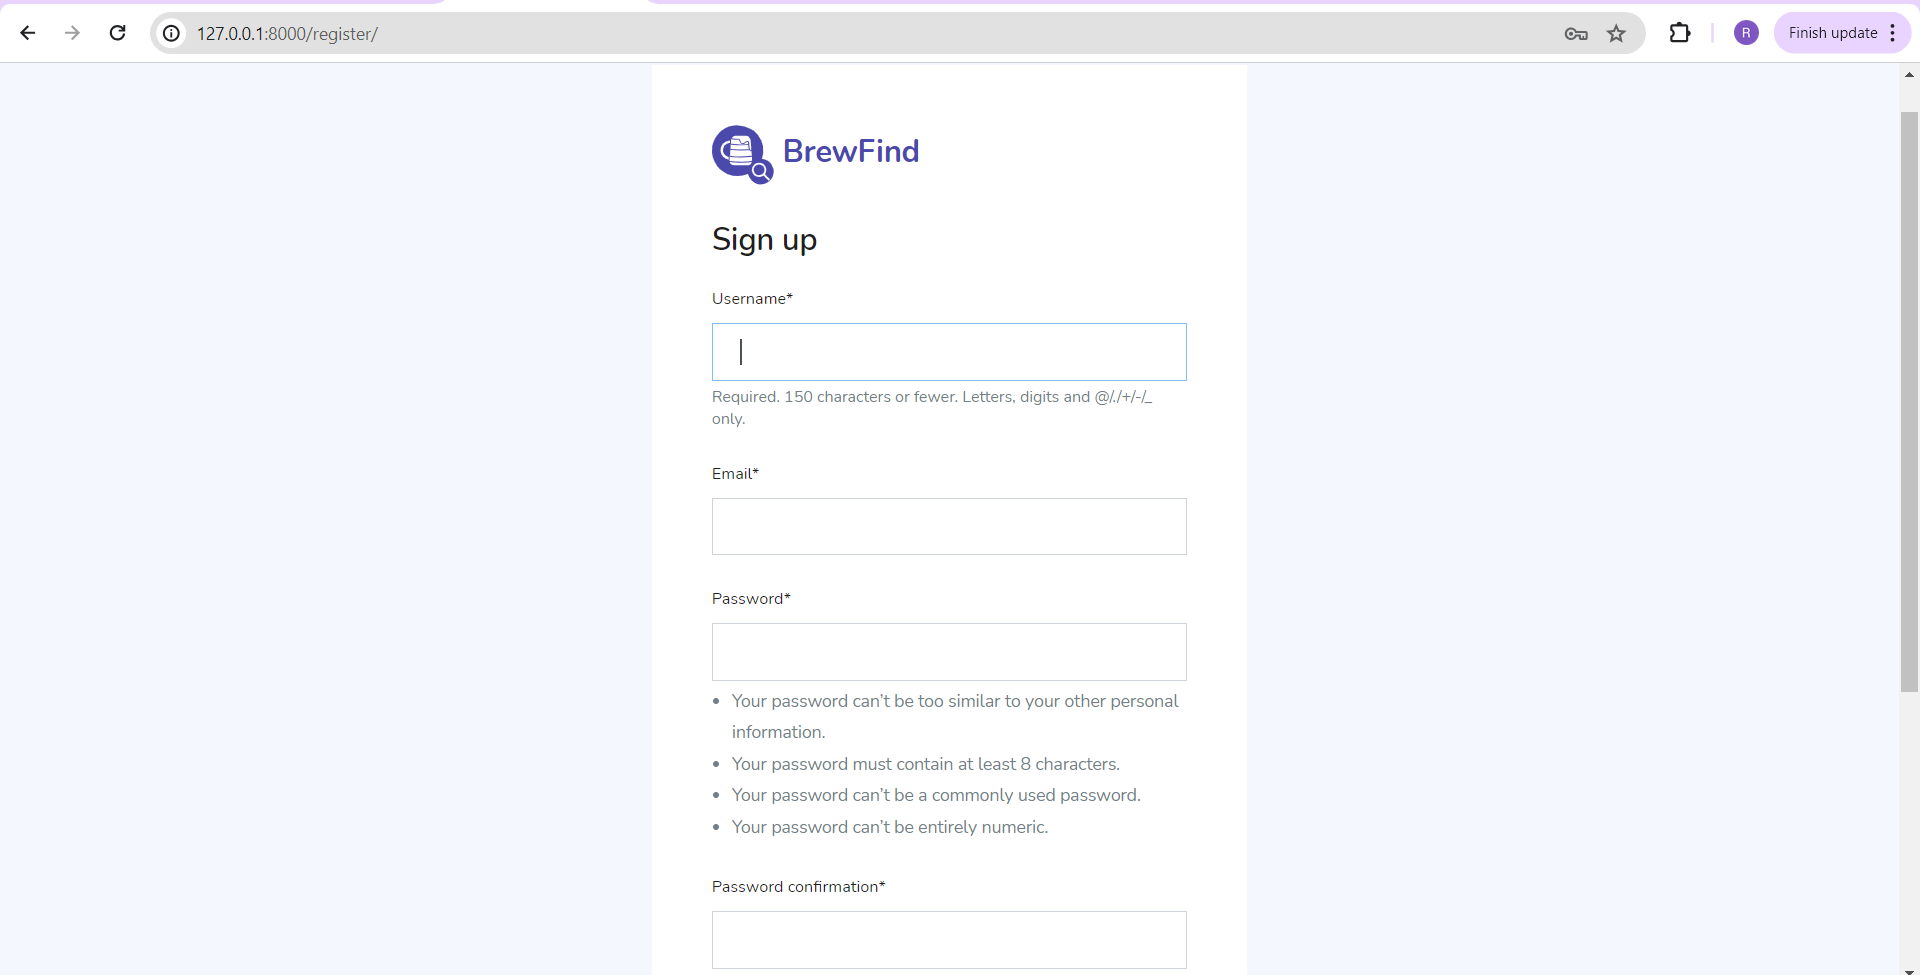 127.0.0.1:8000/register/
R
Finish update
BrewFind
Sign up
Username*
Required. 150 characters or fewer. Letters, digits and @/./+/-/_
only.
Email*
Password*
• Your password can’t be too similar to your other personal
information.
• Your password must contain at least 8 characters.
• Your password can’t be a commonly used password.
• Your password can’t be entirely numeric.
Password confirmation*